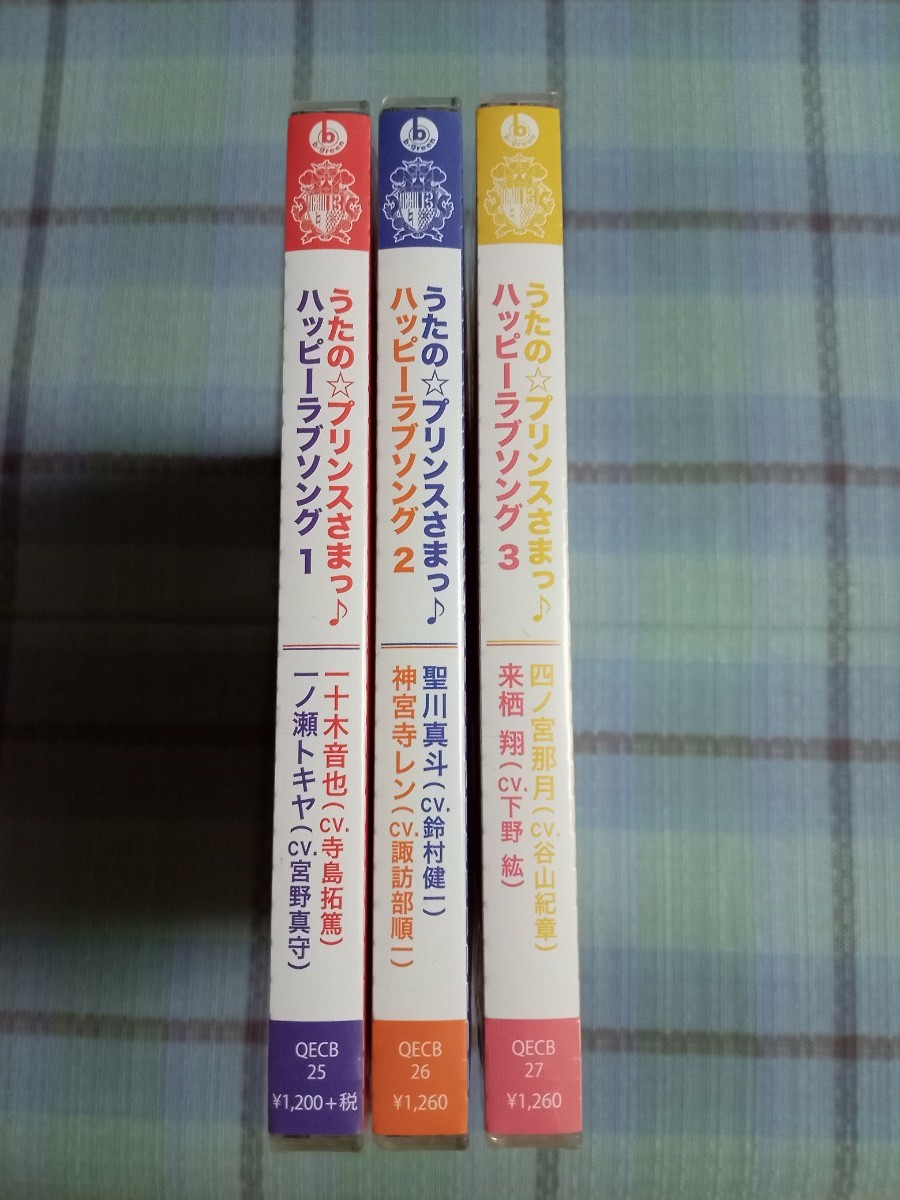 b
b-green
うたの☆プリンスさまっ♪
ハッピーラブソング 1
一十木音也(CV.寺島拓篤)
一ノ瀬トキヤ(CV.宮野真守)
QECB
25
¥1,200+税
b
b-green
うたの☆プリンスさまっ♪
ハッピーラブソング 2
聖川真斗(CV.鈴村健一)
神宮寺レン(CV.諏訪部順一)
QECB
26
¥1,260
b
b-green
うたの☆プリンスさまっ♪
ハッピーラブソング 3
四ノ宮那月(CV.谷山紀章)
来栖 翔(CV.下野 紘)
QECB
27
¥1,260